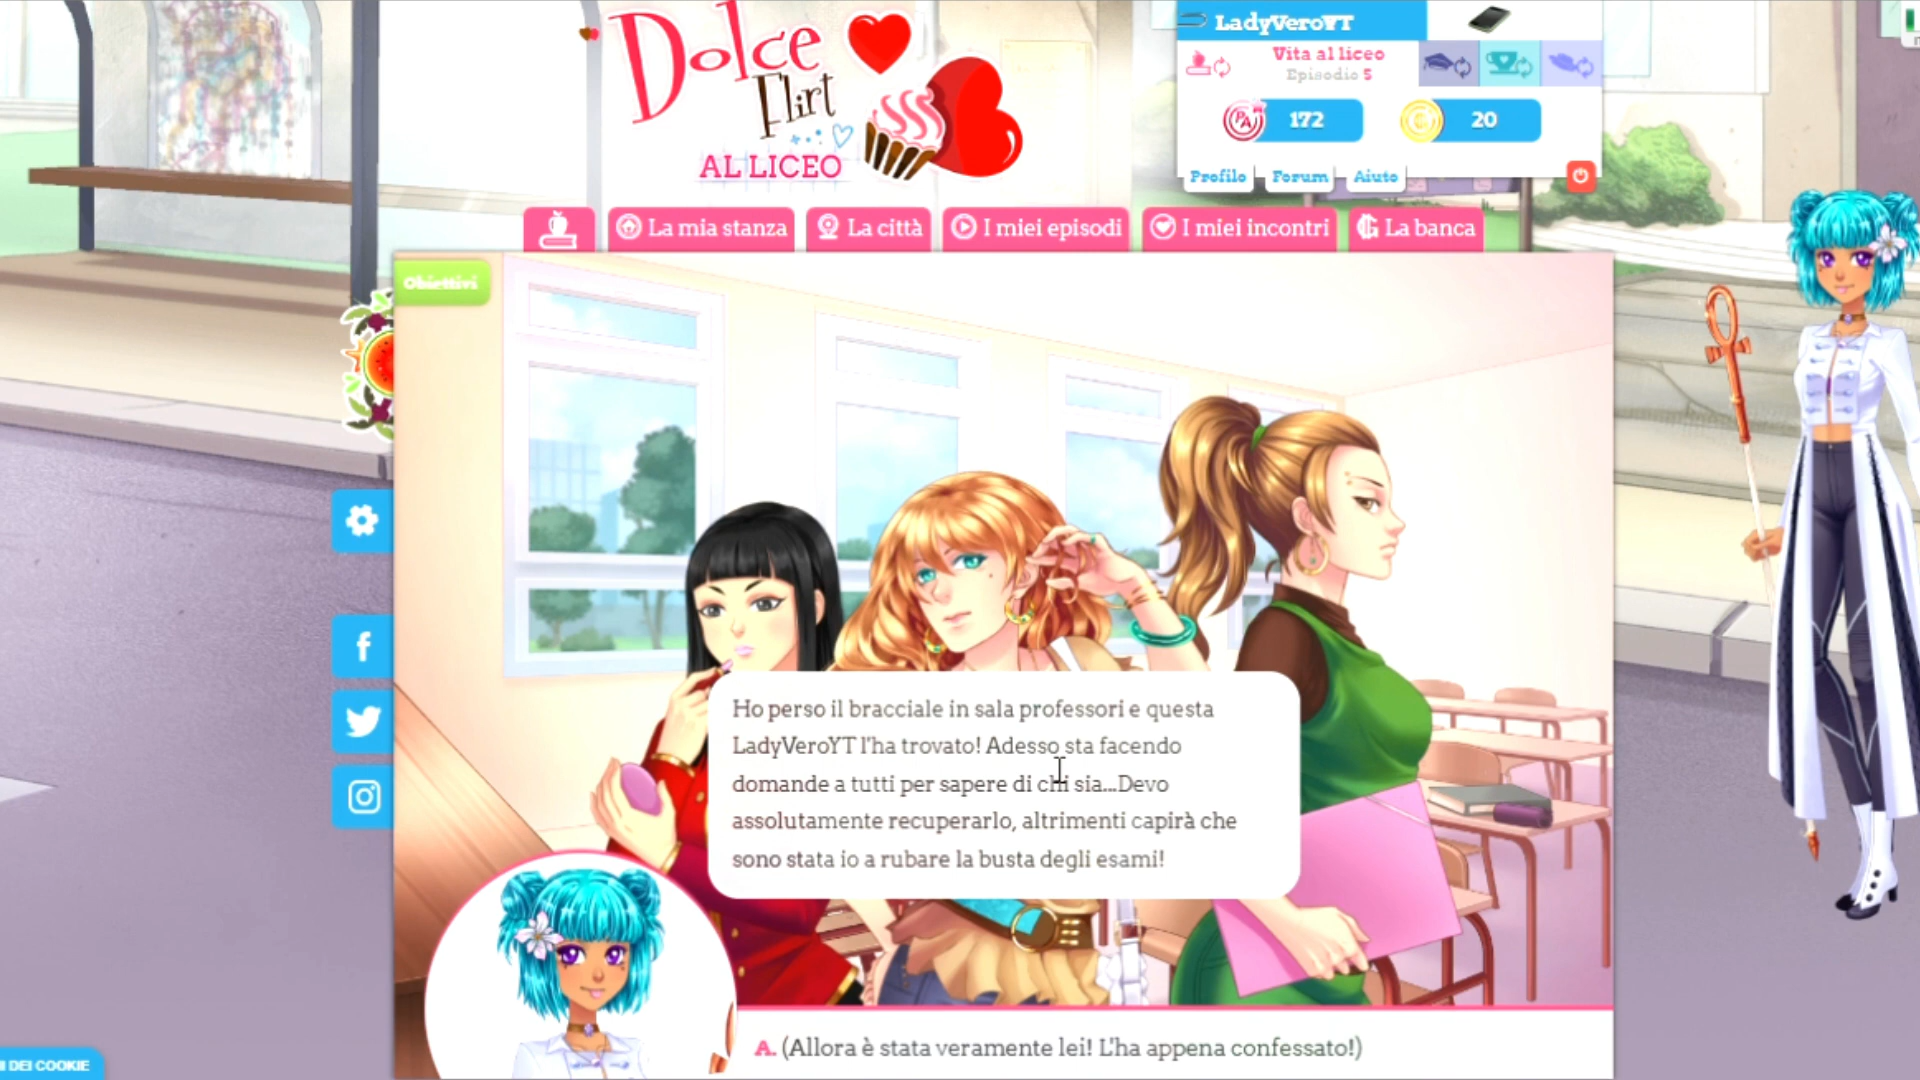 Dolce
Flirt
AL LICEO
LadyVeroYT
Vita al liceo
Episodio 5
PA
172
20
Profilo
Forum
Aiuto
La mia stanza
La città
I miei episodi
I miei incontri
La banca
Obiettivi
Ho perso il bracciale in sala professori e questa
LadyVeroYT l'ha trovato! Adesso sta facendo
domande a tutti per sapere di chi sia...Devo
assolutamente recuperarlo, altrimenti capirà che
sono stata io a rubare la busta degli esami!
A. (Allora è stata veramente lei! L'ha appena confessato!)
I DEI COOKIE